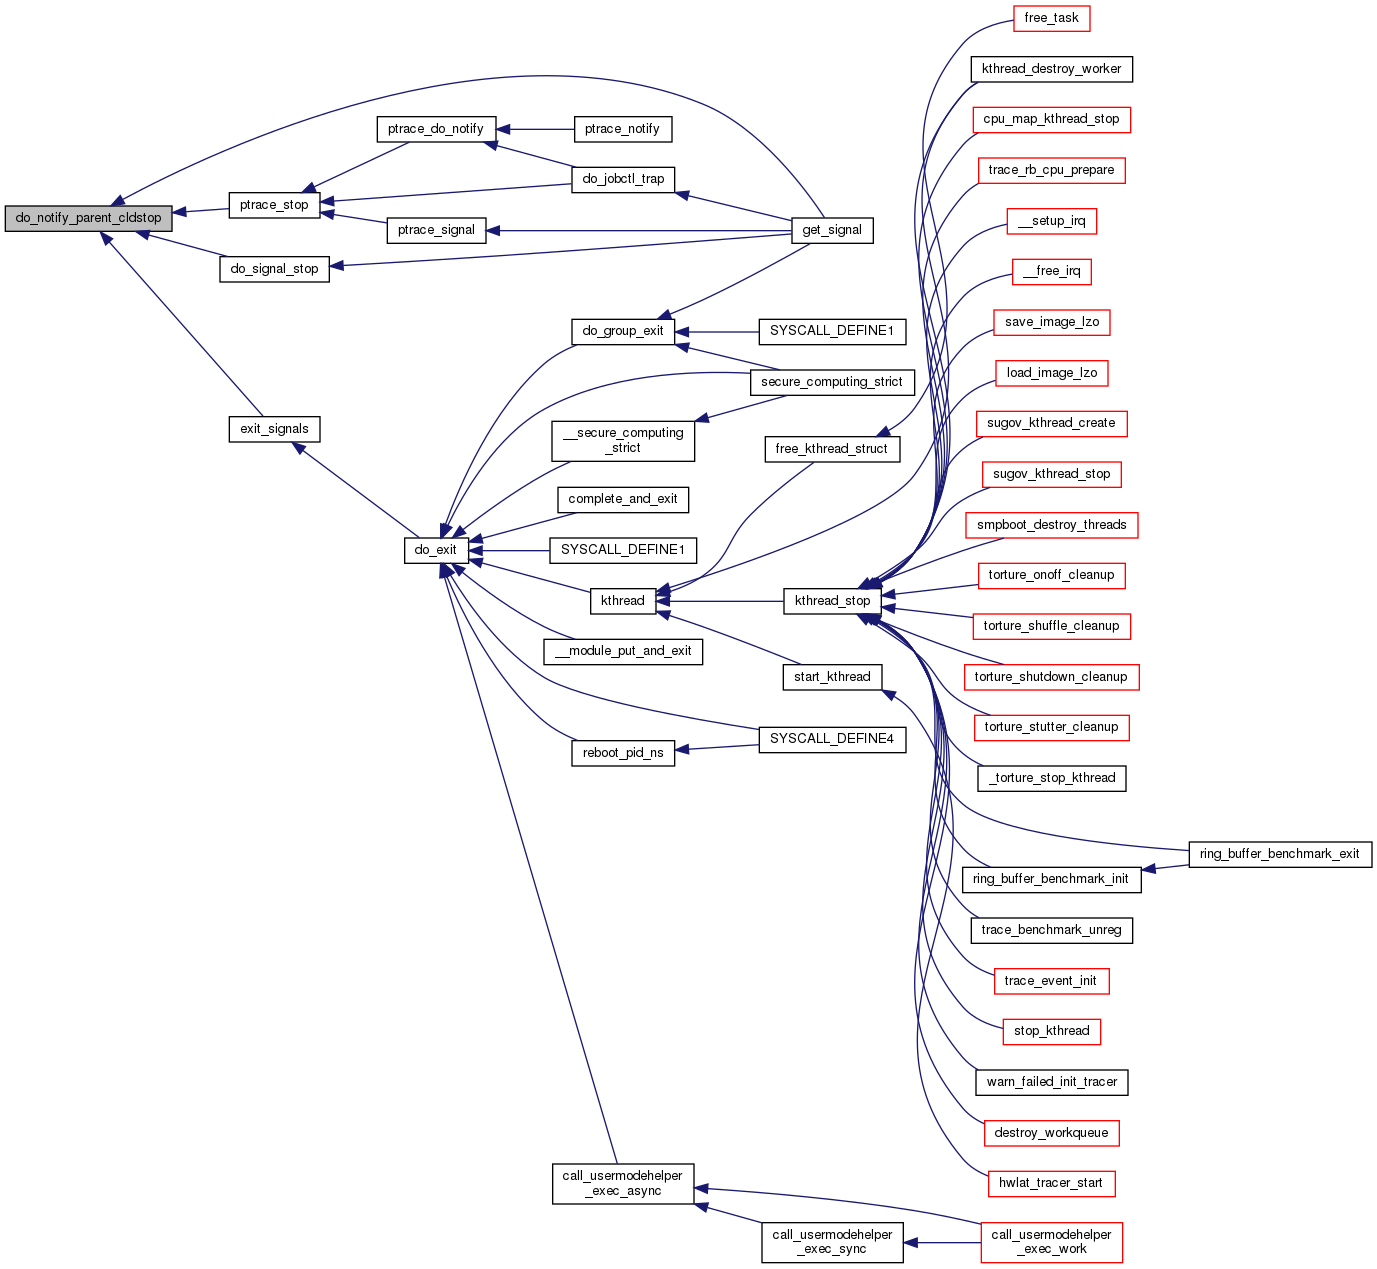 free_task
kthread_destroy_worker
cpu_map_kthread_stop
ptrace_do_notify
ptrace_notify
trace_rb_cpu_prepare
do_jobctl_trap
ptrace_stop
do_notify_parent_cldstop
__setup_irq
ptrace_signal
get_signal
do_signal_stop
__free_irq
save_image_lzo
do_group_exit
SYSCALL_DEFINE1
load_image_lzo
secure_computing_strict
sugov_kthread_create
exit_signals
__secure_computing
_strict
free_kthread_struct
sugov_kthread_stop
complete_and_exit
smpboot_destroy_threads
do_exit
SYSCALL_DEFINE1
torture_onoff_cleanup
kthread
kthread_stop
torture_shuffle_cleanup
__module_put_and_exit
start_kthread
torture_shutdown_cleanup
torture_stutter_cleanup
SYSCALL_DEFINE4
reboot_pid_ns
_torture_stop_kthread
ring_buffer_benchmark_exit
ring_buffer_benchmark_init
trace_benchmark_unreg
trace_event_init
stop_kthread
warn_failed_init_tracer
destroy_workqueue
call_usermodehelper
_exec_async
hwlat_tracer_start
call_usermodehelper
_exec_sync
call_usermodehelper
_exec_work